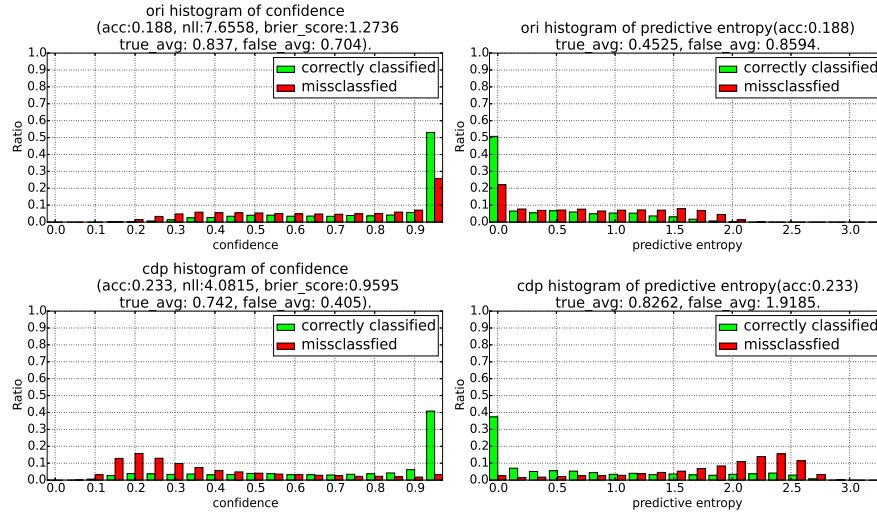 ori histogram of confidence
(acc:0.188, nll:7.6558, brier_score:1.2736
true_avg: 0.837, false_avg: 0.704).
1.0
0.9
0.8
0.7
0.6
0.5
0.4
0.3
0.2
0.1
0.0
Ratio
correctly classified
missclassfied
0.0 0.1 0.2 0.3 0.4 0.5 0.6 0.7 0.8 0.9
confidence
ori histogram of predictive entropy(acc:0.188)
true_avg: 0.4525, false_avg: 0.8594.
1.0
0.9
0.8
0.7
0.6
0.5
0.4
0.3
0.2
0.1
0.0
Ratio
correctly classified
missclassfied
0.0 0.5 1.0 1.5 2.0 2.5 3.0
predictive entropy
cdp histogram of confidence
(acc:0.233, nll:4.0815, brier_score:0.9595
true_avg: 0.742, false_avg: 0.405).
1.0
0.9
0.8
0.7
0.6
0.5
0.4
0.3
0.2
0.1
0.0
Ratio
correctly classified
missclassfied
0.0 0.1 0.2 0.3 0.4 0.5 0.6 0.7 0.8 0.9
confidence
cdp histogram of predictive entropy(acc:0.233)
true_avg: 0.8262, false_avg: 1.9185.
1.0
0.9
0.8
0.7
0.6
0.5
0.4
0.3
0.2
0.1
0.0
Ratio
correctly classified
missclassfied
0.0 0.5 1.0 1.5 2.0 2.5 3.0
predictive entropy